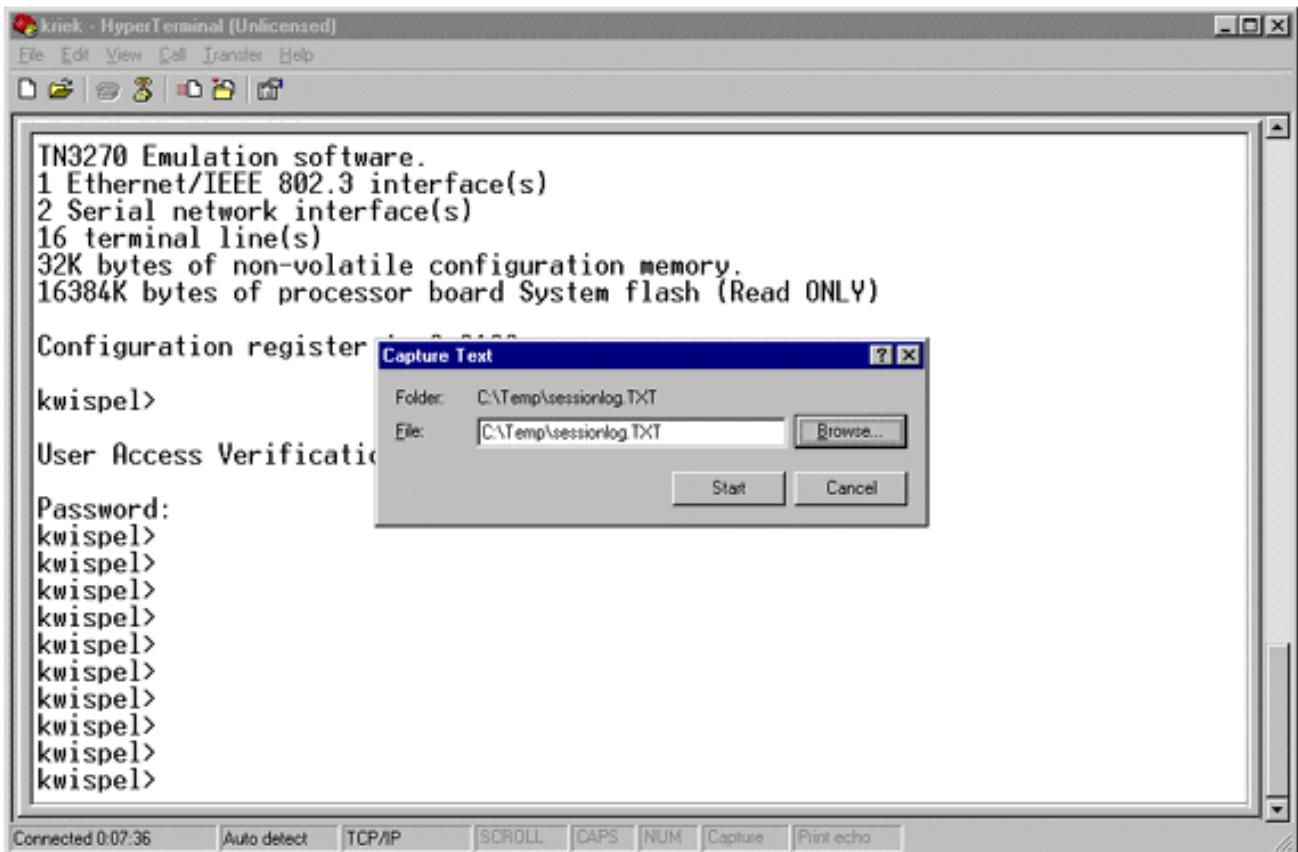 kriek - HyperTerminal (Unlicensed)
File Edit View Call Transfer Help
TN3270 Emulation software.
1 Ethernet/IEEE 802.3 interface(s)
2 Serial network interface(s)
16 terminal line(s)
32K bytes of non-volatile configuration memory.
16384K bytes of processor board System flash (Read ONLY)
Configuration register
kwispel>
User Access
Password:
kwispel>
kwispel>
kwispel>
kwispel>
kwispel>
kwispel>
kwispel>
kwispel>
kwispel>
kwispel>
Capture Text
Folder: C:\Temp\sessionlog.TXT
File: C:\Temp\sessionlog.TXT
Browse...
Start Cancel
Connected 0:07:36 Auto detect TCP/IP SCROLL CAPS NUM Capture Print echo